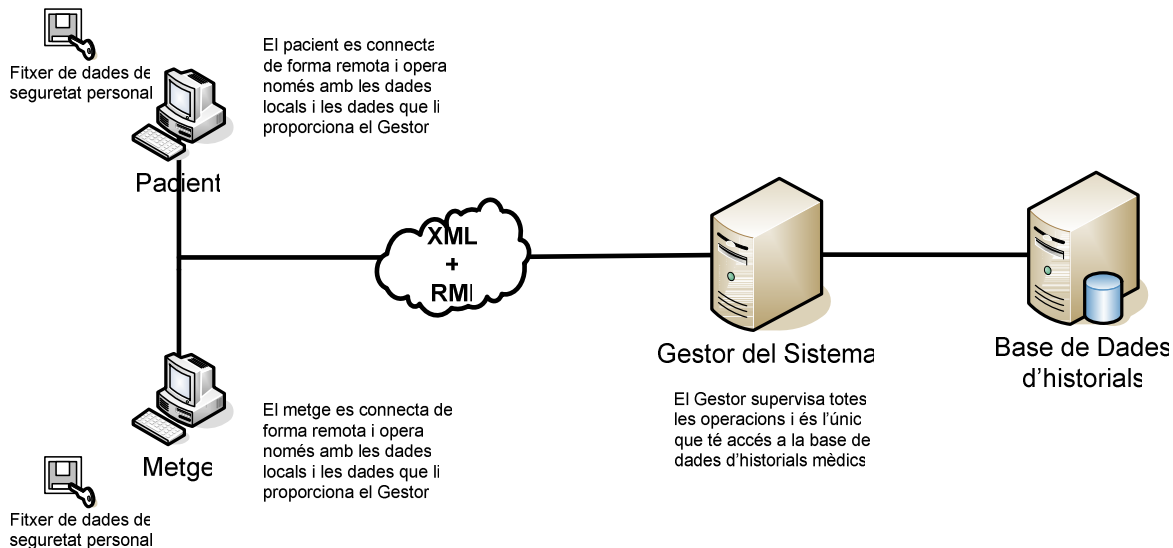 Fitxer de dades de
seguretat personal
El pacient es connecta
de forma remota i opera
només amb les dades
locals i les dades que li
proporciona el Gestor
Pacient
XML
+
RMI
Gestor del Sistema
El Gestor supervisa totes
les operacions i és l'únic
que té accés a la base de
dades d'historials mèdics
Base de Dades
d'historials
El metge es connecta de
forma remota i opera
només amb les dades
locals i les dades que li
proporciona el Gestor
Metge
Fitxer de dades de
seguretat personal